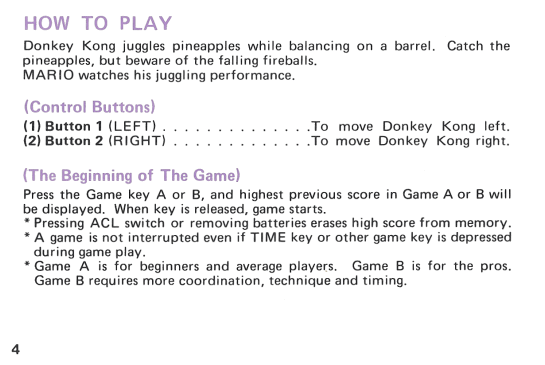 HOW TO PLAY
Donkey Kong juggles pineapples while balancing on a barrel. Catch the
pineapples, but beware of the falling fireballs.
MARIO watches his juggling performance.
(Control Buttons)
(1) Button 1 (LEFT) . . . . . . . . . . . . . .To move Donkey Kong left.
(2) Button 2 (RIGHT) . . . . . . . . . . . . .To move Donkey Kong right.
(The Beginning of The Game)
Press the Game key A or B, and highest previous score in Game A or B will
be displayed. When key is released, game starts.
* Pressing ACL switch or removing batteries erases high score from memory.
* A game is not interrupted even if TIME key or other game key is depressed
during game play.
* Game A is for beginners and average players. Game B is for the pros.
Game B requires more coordination, technique and timing.
4